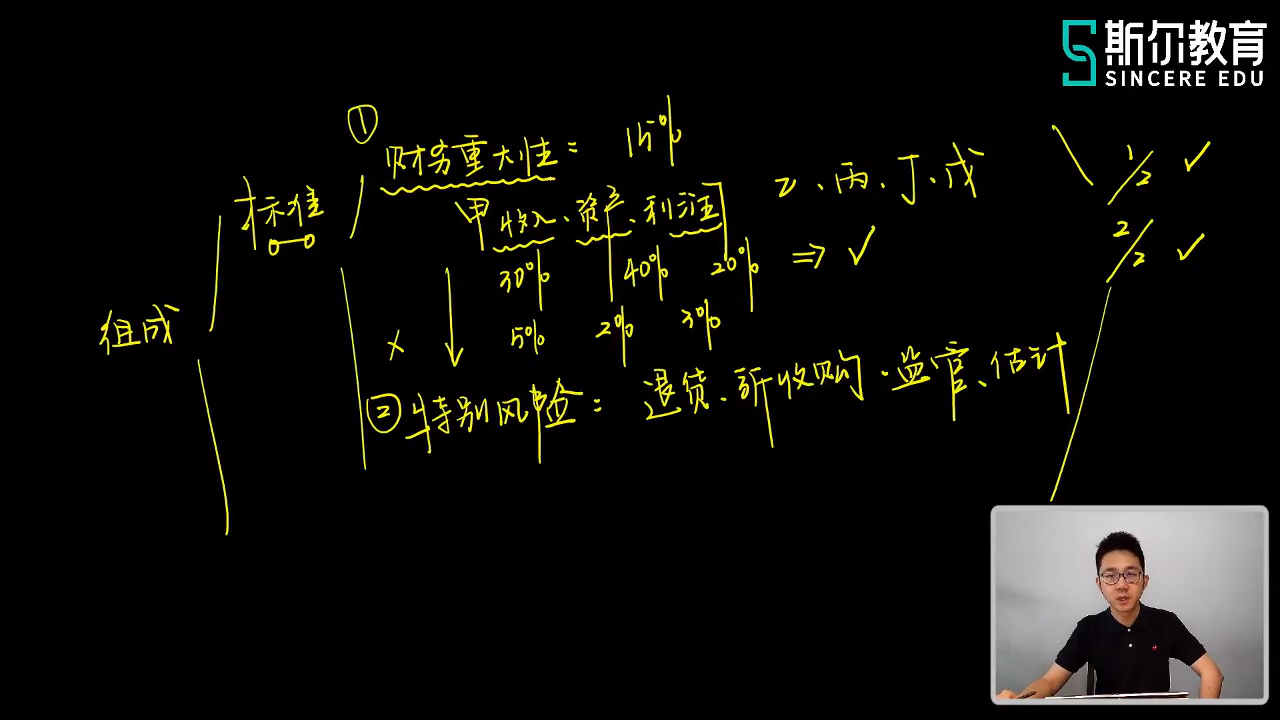 斯尔教育
SINCERE EDU
①
财务重大性: 15%
标准
甲 收入、资产、利润
乙、丙、丁、戊
1/2 ✓
2/2 ✓
30% 40% 20% ⇒ ✓
组成
× 5% 2% 3%
②特别风险: 退货、新收购、监管、估计